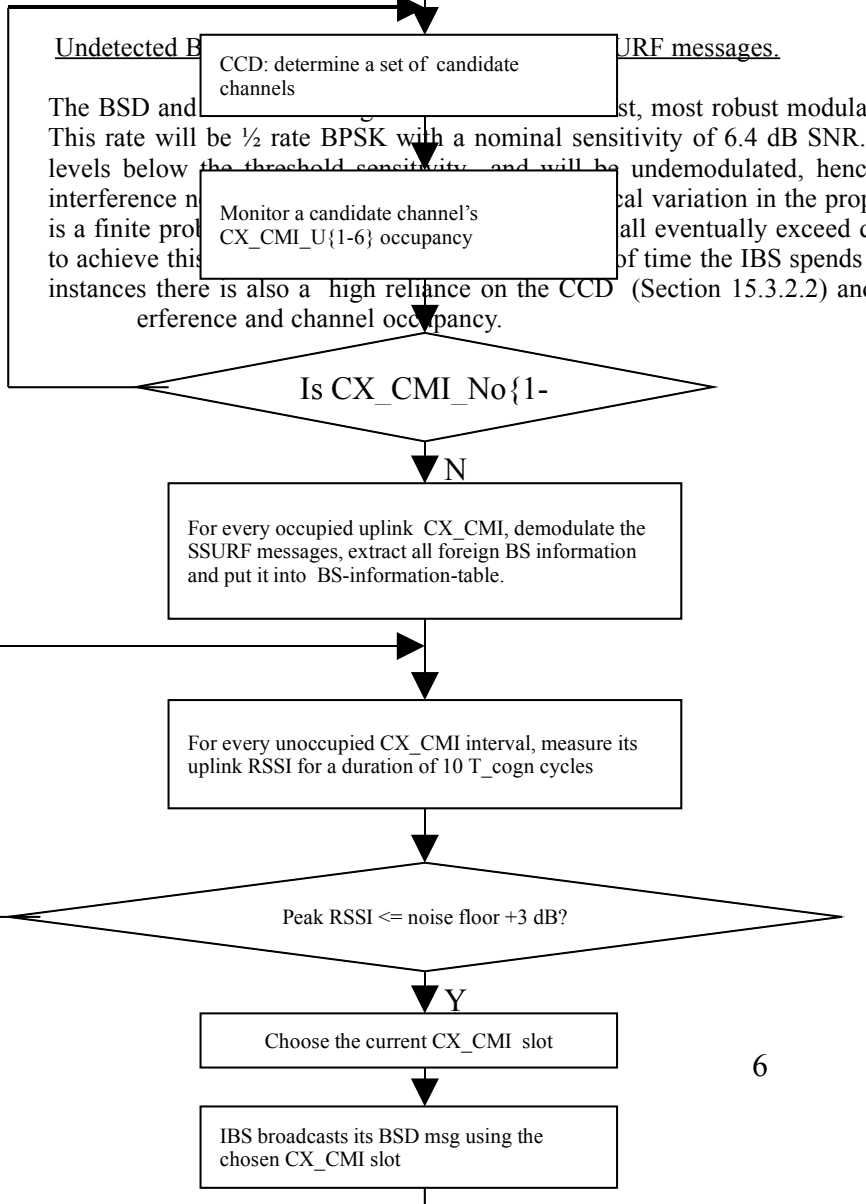 Undetected B URF messages.
CCD: determine a set of candidate
channels
The BSD and st, most robust modula
This rate will be ½ rate BPSK with a nominal sensitivity of 6.4 dB SNR.
levels below the threshold sensitivity and will be undemodulated, henc
interference n cal variation in the prop
is a finite prob all eventually exceed
to achieve this of time the IBS spends
instances there is also a high reliance on the CCD (Section 15.3.2.2) and
erference and channel occupancy.
Monitor a candidate channel's
CX_CMI_U{1-6} occupancy
Is CX_CMI_No{1-
N
For every occupied uplink CX_CMI, demodulate the
SSURF messages, extract all foreign BS information
and put it into BS-information-table.
For every unoccupied CX_CMI interval, measure its
uplink RSSI for a duration of 10 T_cogn cycles
Peak RSSI <= noise floor +3 dB?
Y
Choose the current CX_CMI slot
6
IBS broadcasts its BSD msg using the
chosen CX_CMI slot